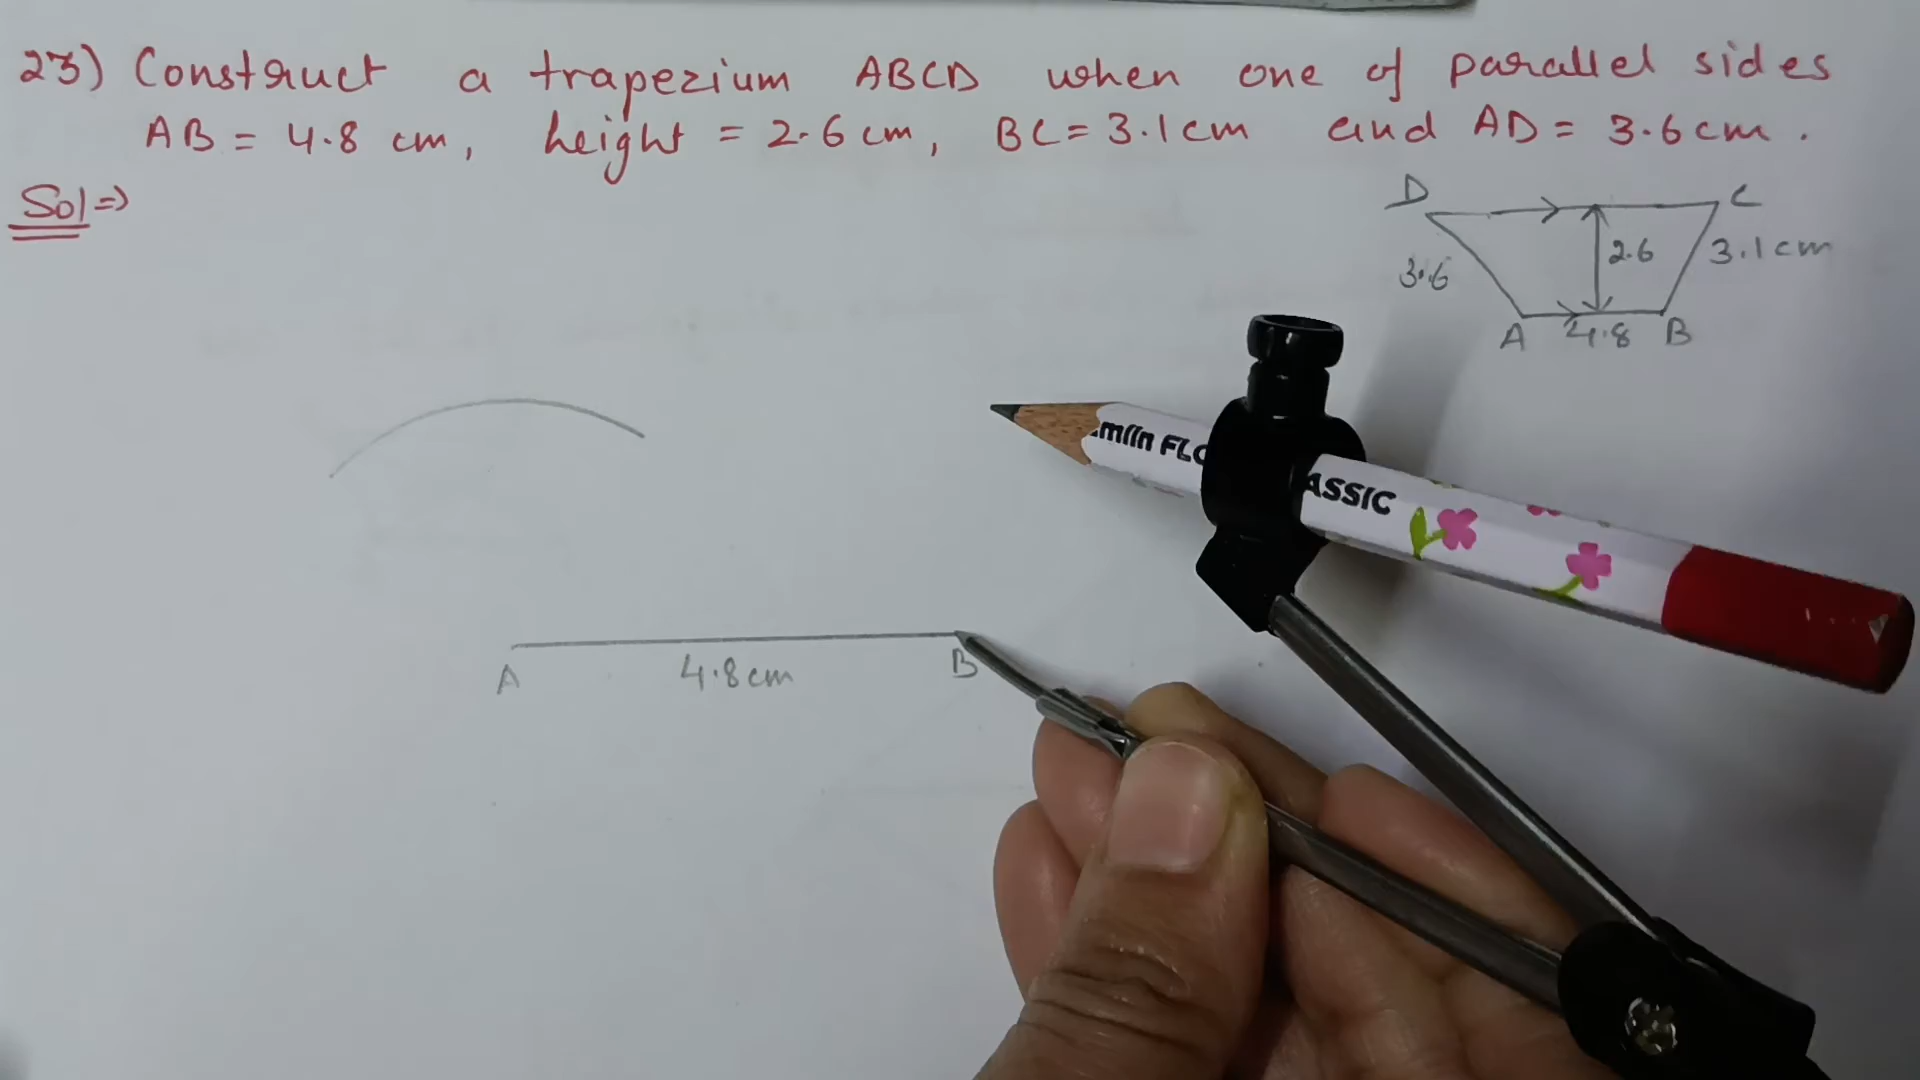 23) Construct a trapezium ABCD when one of parallel sides
AB = 4.8 cm, height = 2.6 cm, BC = 3.1 cm and AD = 3.6 cm.
Sol ⇒
D C
3.6 2.6 3.1 cm
A 4.8 B
ASSIC
A 4.8 cm B